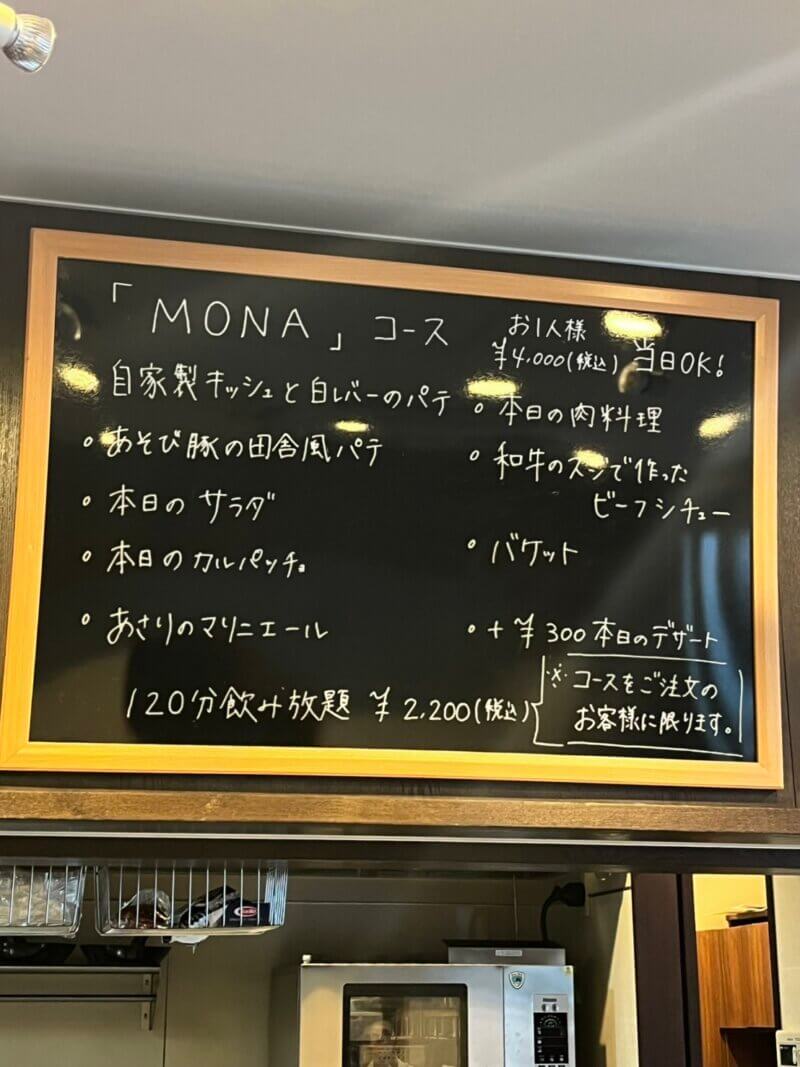 「MONA」コース
お1人様
¥4,000(税込) 当日OK!
自家製キッシュと白レバーのパテ
・あそび豚の田舎風パテ
・本日のサラダ
・本日のカルパッチョ
・あさりのマリニエール
・本日の肉料理
・和牛のスジで作った
ビーフシチュー
・バケット
・+¥300本日のデザート
120分飲み放題 ¥2,200(税込)
※コースをご注文の
お客様に限ります。